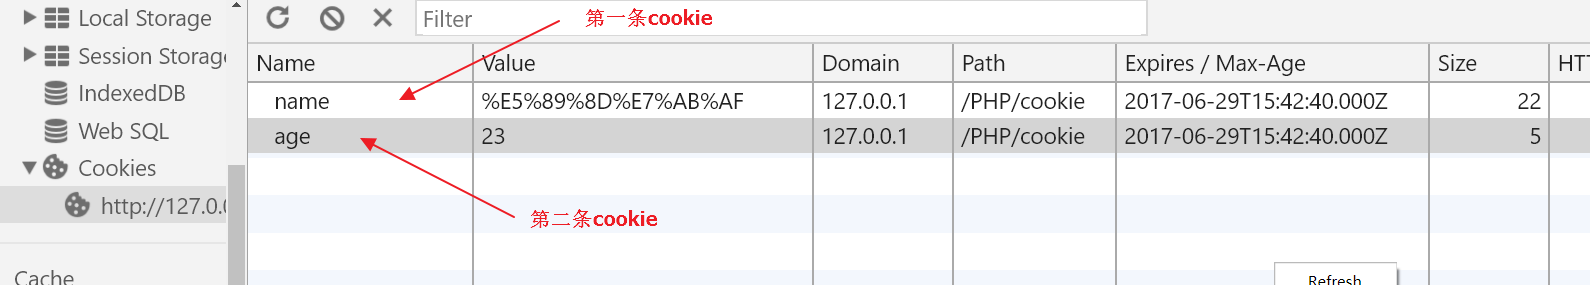 Local Storage
Session Storag
IndexedDB
Web SQL
Cookies
http://127.0.0
Cache
Filter
第一条cookie
Name Value Domain Path Expires / Max-Age Size HTT
name %E5%89%8D%E7%AB%AF 127.0.0.1 /PHP/cookie 2017-06-29T15:42:40.000Z 22
age 23 127.0.0.1 /PHP/cookie 2017-06-29T15:42:40.000Z 5
第二条cookie
Refresh